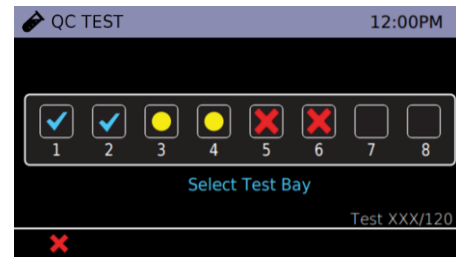 QC TEST 12:00PM
1 2 3 4 5 6 7 8
Select Test Bay
Test XXX/120